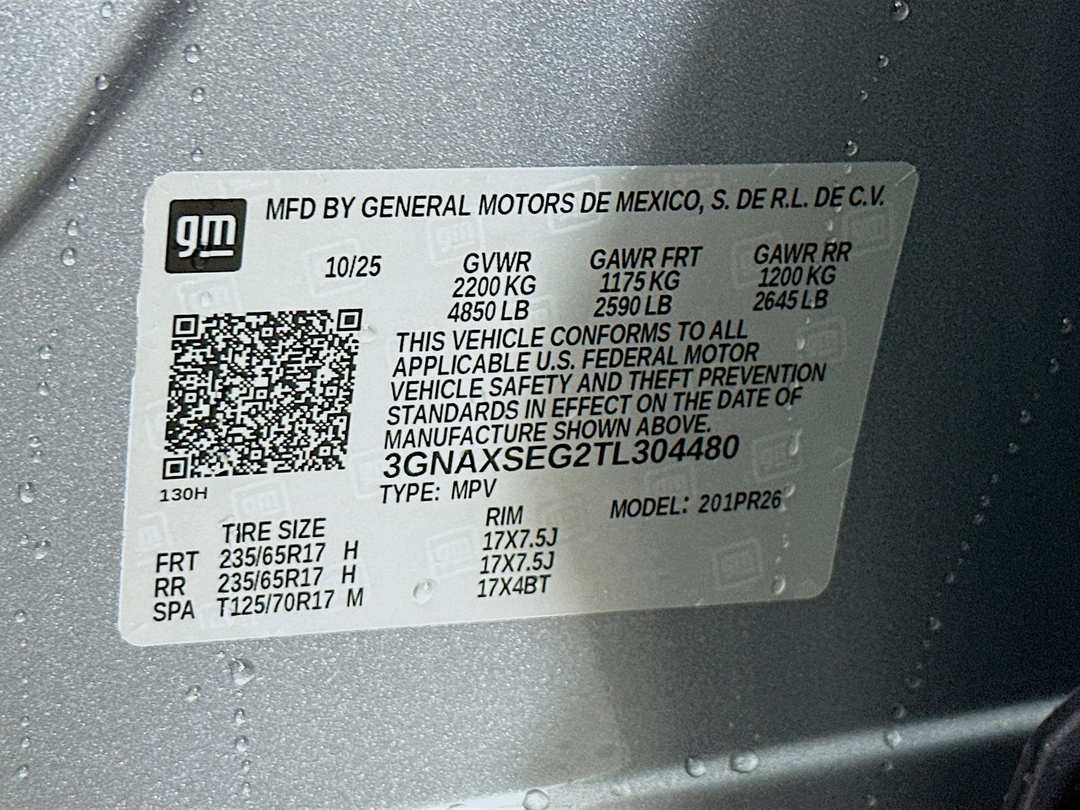 gm
MFD BY GENERAL MOTORS DE MEXICO, S. DE R.L. DE C.V.
10/25 GVWR GAWR FRT GAWR RR
2200 KG 1175 KG 1200 KG
4850 LB 2590 LB 2645 LB
THIS VEHICLE CONFORMS TO ALL
APPLICABLE U.S. FEDERAL MOTOR
VEHICLE SAFETY AND THEFT PREVENTION
STANDARDS IN EFFECT ON THE DATE OF
MANUFACTURE SHOWN ABOVE.
3GNAXSEG2TL304480
130H
TYPE: MPV MODEL: 201PR26
TIRE SIZE RIM
FRT 235/65R17 H 17X7.5J
RR 235/65R17 H 17X7.5J
SPA T125/70R17 M 17X4BT